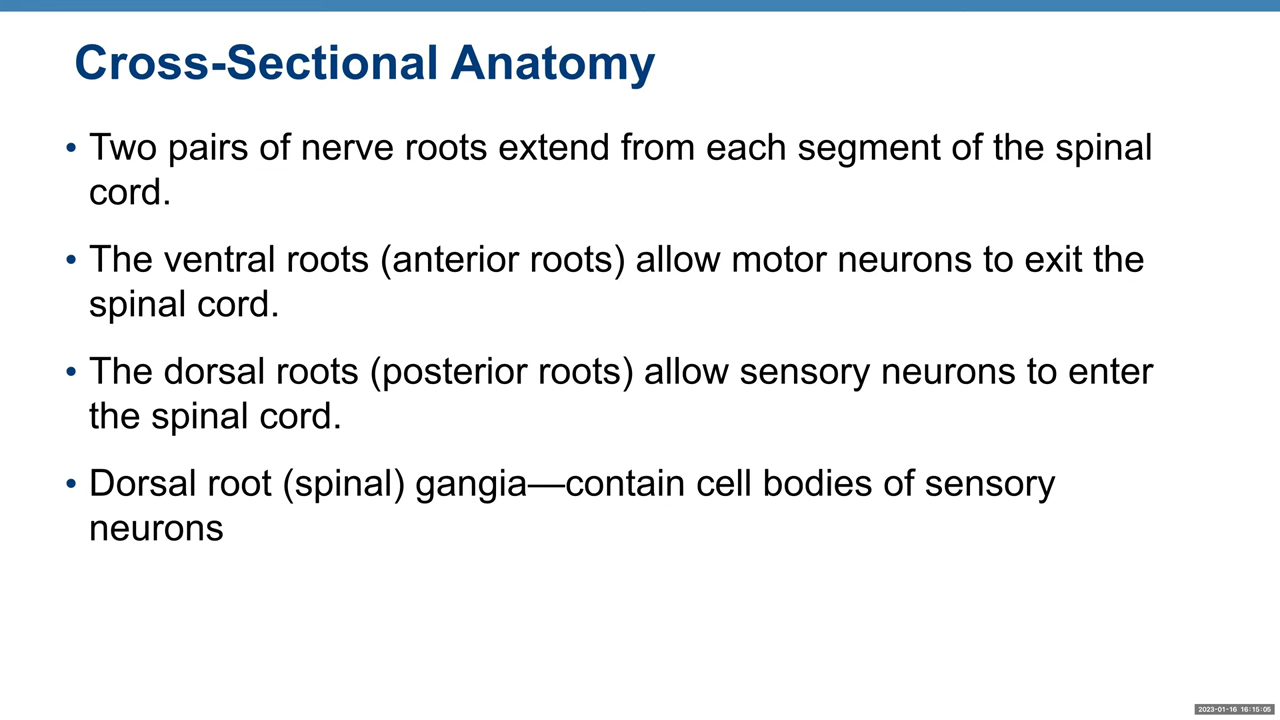 Cross-Sectional Anatomy
• Two pairs of nerve roots extend from each segment of the spinal
cord.
• The ventral roots (anterior roots) allow motor neurons to exit the
spinal cord.
• The dorsal roots (posterior roots) allow sensory neurons to enter
the spinal cord.
• Dorsal root (spinal) gangia—contain cell bodies of sensory
neurons
2023-01-16 16:15:05